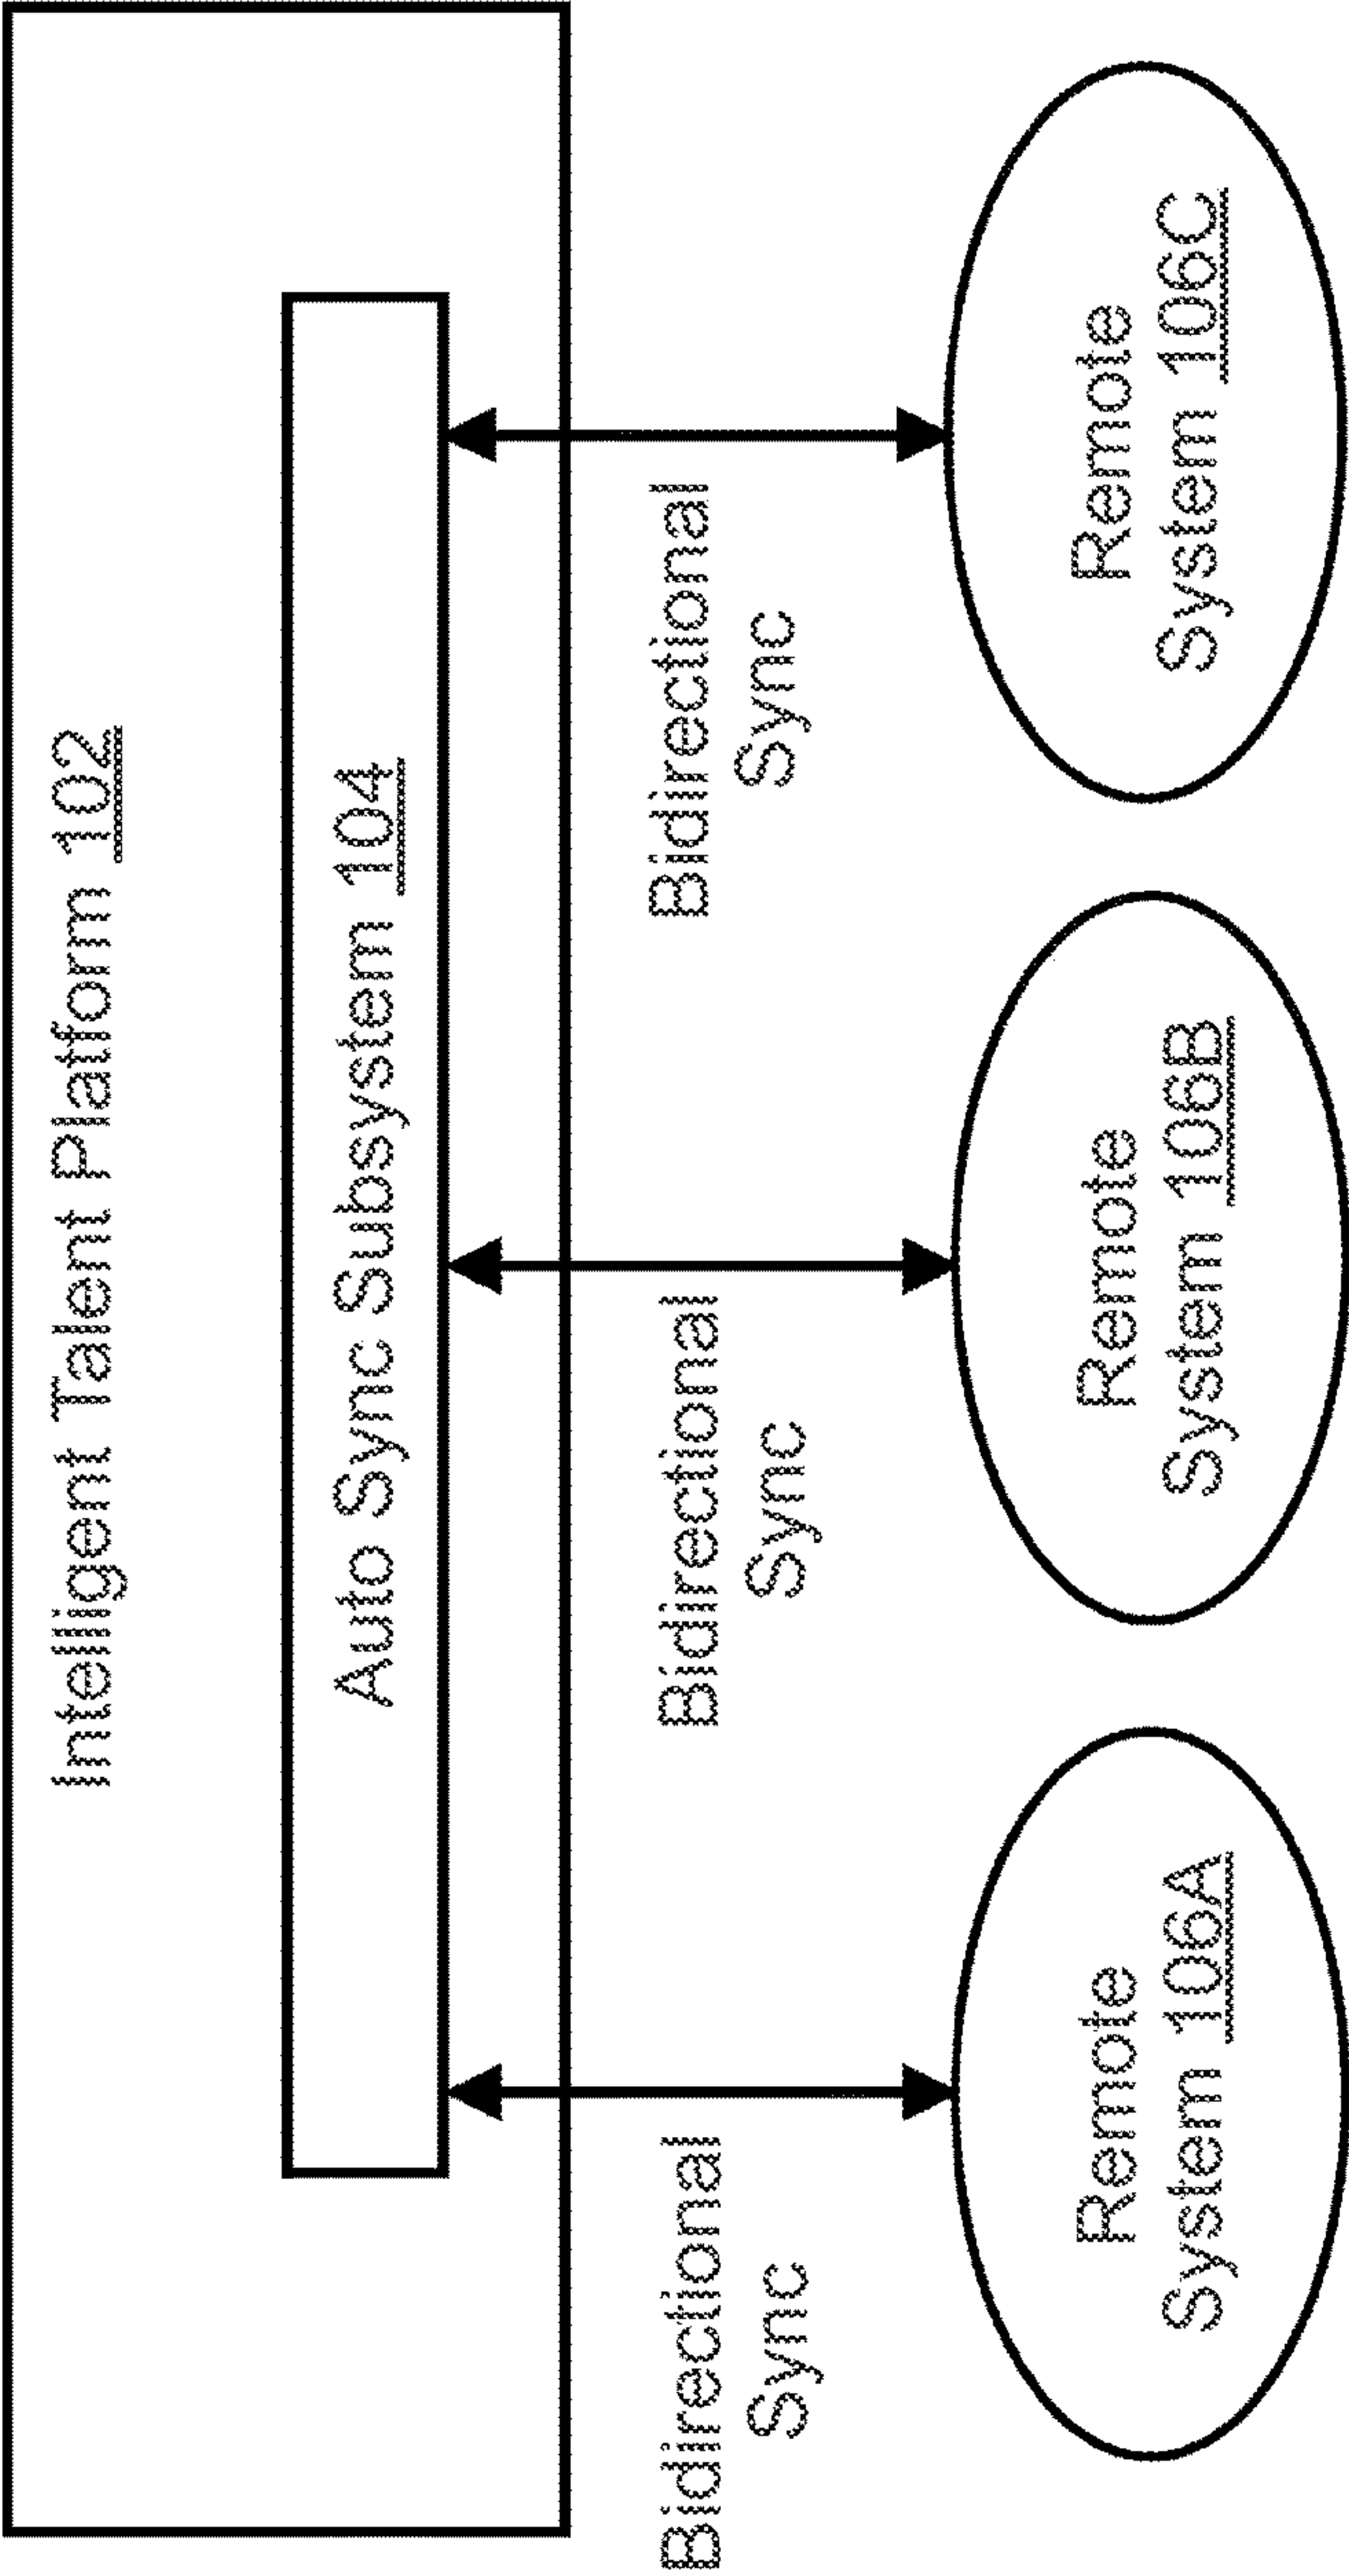 Intelligent Talent Platform 102
Auto Sync Subsystem 104
Bidirectional
Sync
Bidirectional
Sync
Bidirectional
Sync
Remote
System 106A
Remote
System 106B
Remote
System 106C